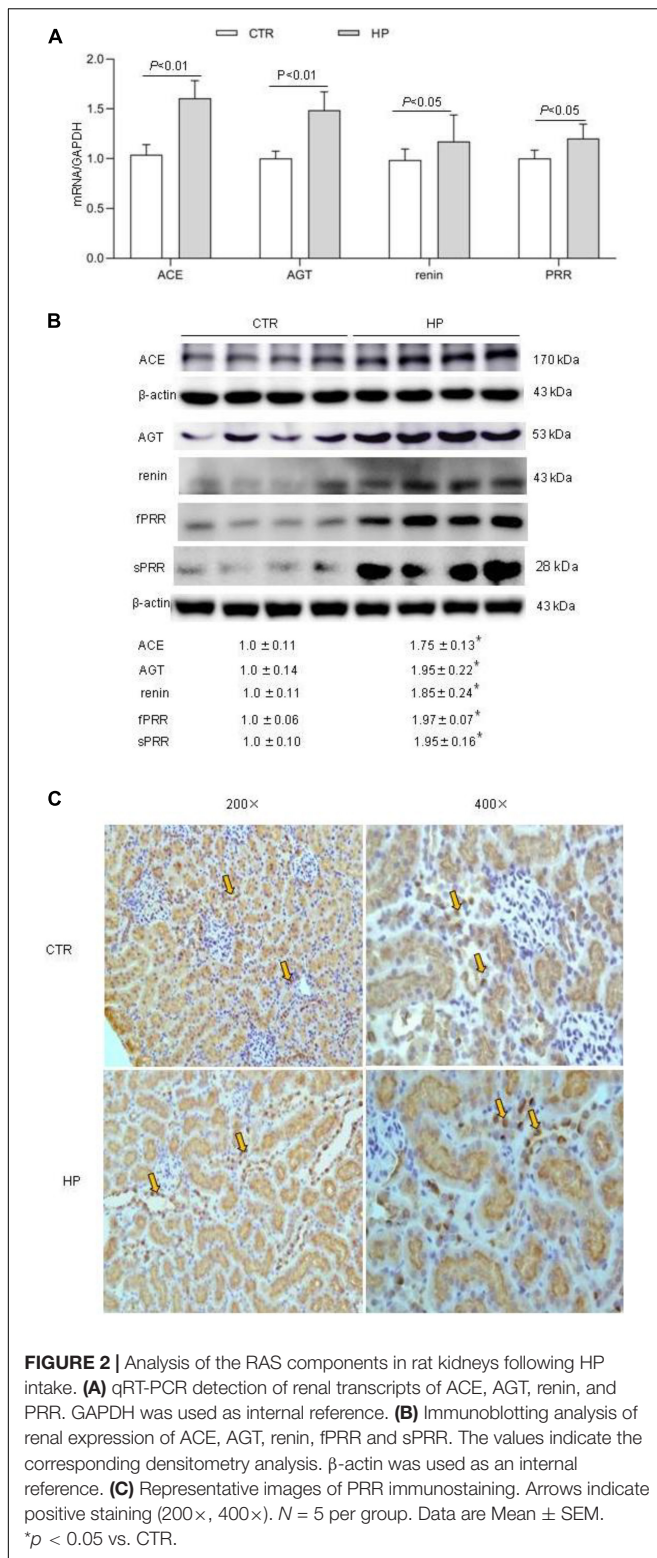 A
CTR HP
mRNA/GAPDH
2.0
1.5
1.0
0.5
0.0
P<0.01
P<0.01
P<0.05
P<0.05
ACE AGT renin PRR
B
CTR HP
ACE 170 kDa
β-actin 43 kDa
AGT 53 kDa
renin 43 kDa
fPRR
sPRR 28 kDa
β-actin 43 kDa
ACE 1.0 ± 0.11 1.75 ± 0.13*
AGT 1.0 ± 0.14 1.95 ± 0.22*
renin 1.0 ± 0.11 1.85 ± 0.24*
fPRR 1.0 ± 0.06 1.97 ± 0.07*
sPRR 1.0 ± 0.10 1.95 ± 0.16*
C
200× 400×
CTR
HP
FIGURE 2 | Analysis of the RAS components in rat kidneys following HP
intake. (A) qRT-PCR detection of renal transcripts of ACE, AGT, renin, and
PRR. GAPDH was used as internal reference. (B) Immunoblotting analysis of
renal expression of ACE, AGT, renin, fPRR and sPRR. The values indicate the
corresponding densitometry analysis. β-actin was used as an internal
reference. (C) Representative images of PRR immunostaining. Arrows indicate
positive staining (200×, 400×). N = 5 per group. Data are Mean ± SEM.
*p < 0.05 vs. CTR.